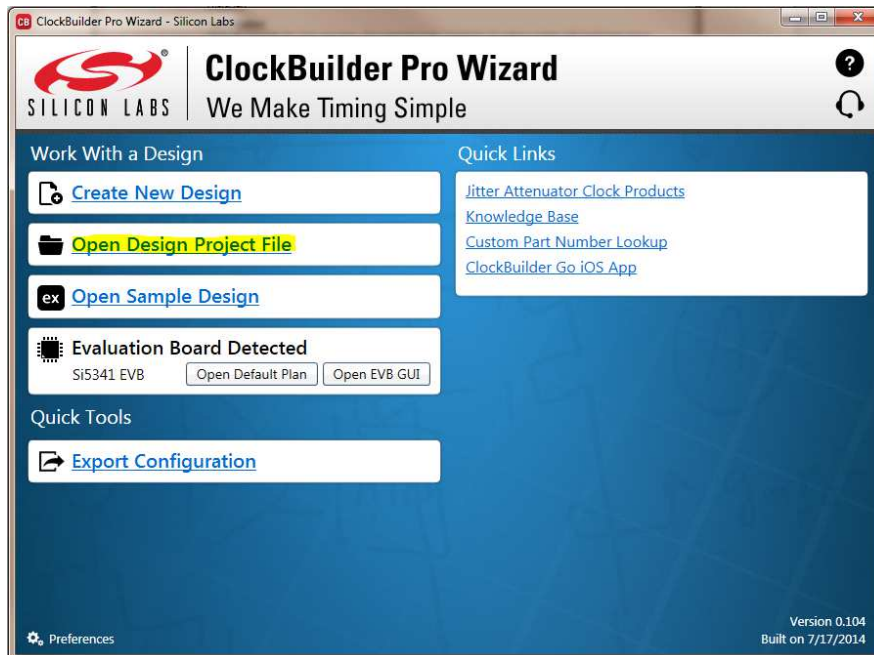 CB ClockBuilder Pro Wizard - Silicon Labs
SILICON LABS
ClockBuilder Pro Wizard
We Make Timing Simple
?
Work With a Design
Create New Design
Open Design Project File
ex Open Sample Design
Evaluation Board Detected
Si5341 EVB Open Default Plan Open EVB GUI
Quick Tools
Export Configuration
Quick Links
Jitter Attenuator Clock Products
Knowledge Base
Custom Part Number Lookup
ClockBuilder Go iOS App
Preferences
Version 0.104
Built on 7/17/2014